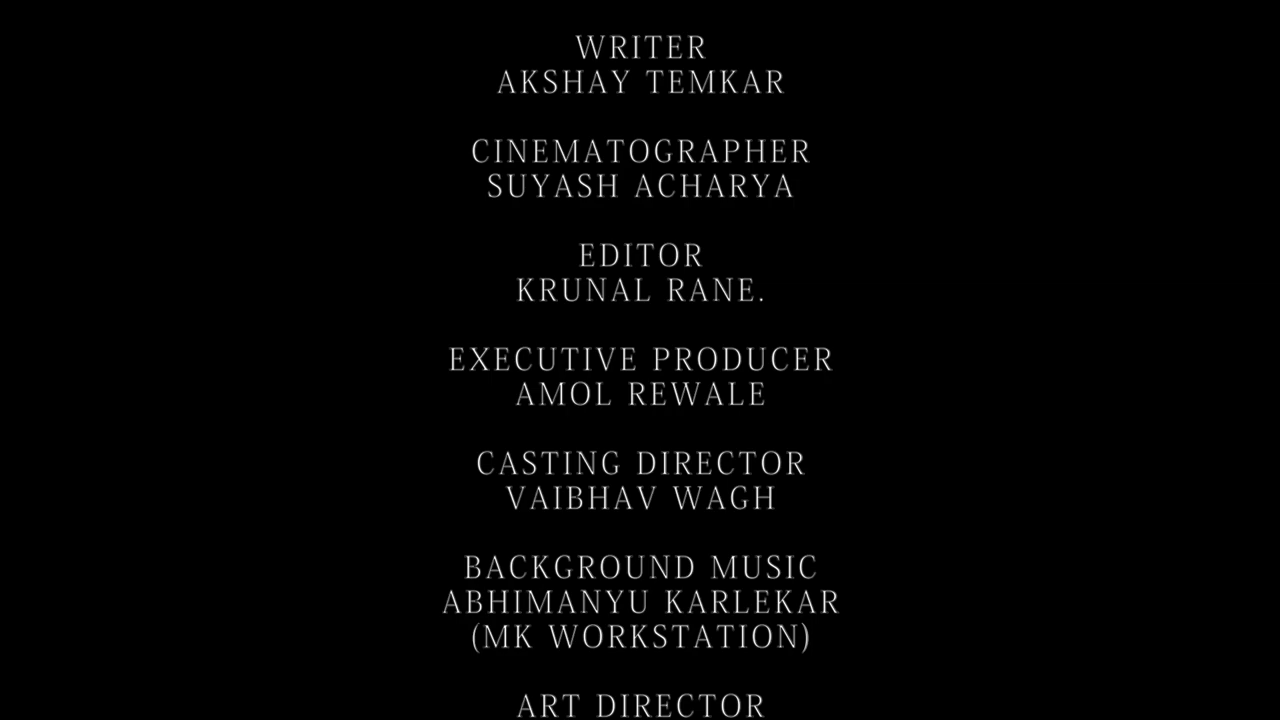 WRITER
AKSHAY TEMKAR
CINEMATOGRAPHER
SUYASH ACHARYA
EDITOR
KRUNAL RANE.
EXECUTIVE PRODUCER
AMOL REWALE
CASTING DIRECTOR
VAIBHAV WAGH
BACKGROUND MUSIC
ABHIMANYU KARLEKAR
(MK WORKSTATION)
ART DIRECTOR